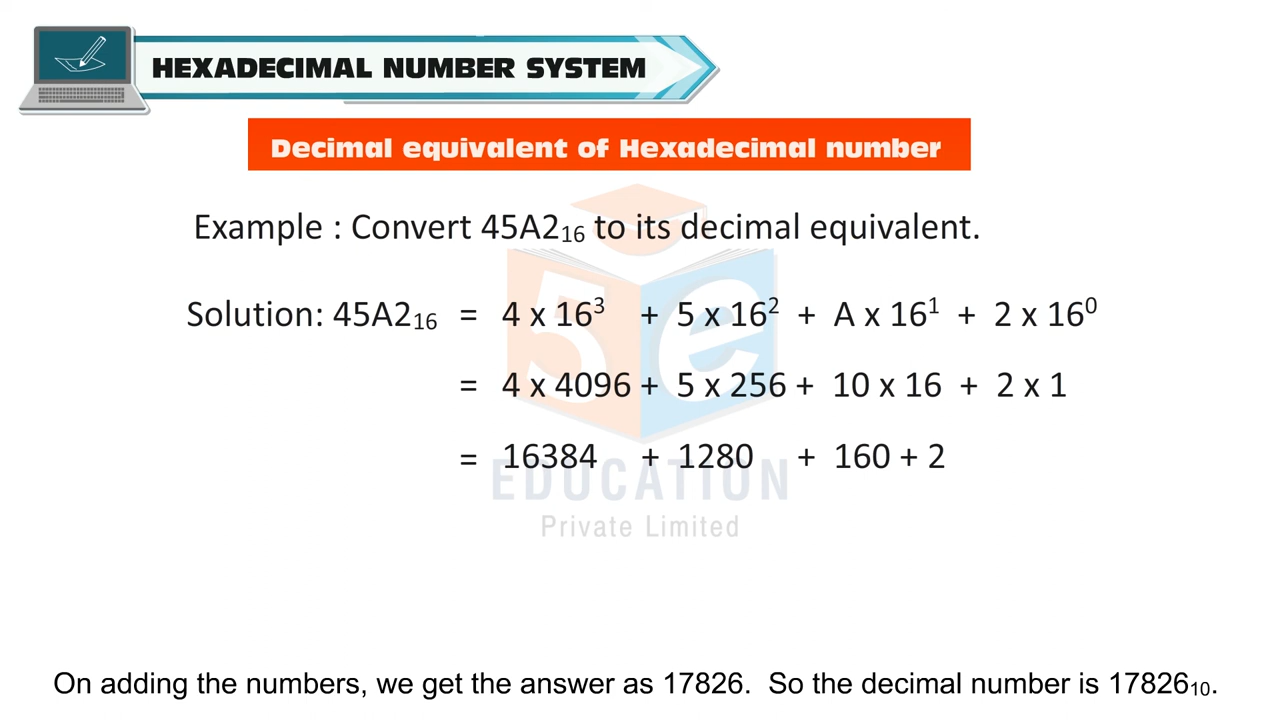 HEXADECIMAL NUMBER SYSTEM
Decimal equivalent of Hexadecimal number
Example : Convert 45A2₁₆ to its decimal equivalent.
Solution: 45A2₁₆ = 4 x 16³ + 5 x 16² + A x 16¹ + 2 x 16⁰
= 4 x 4096 + 5 x 256 + 10 x 16 + 2 x 1
= 16384 + 1280 + 160 + 2
5e
EDUCATION
Private Limited
On adding the numbers, we get the answer as 17826. So the decimal number is 17826₁₀.